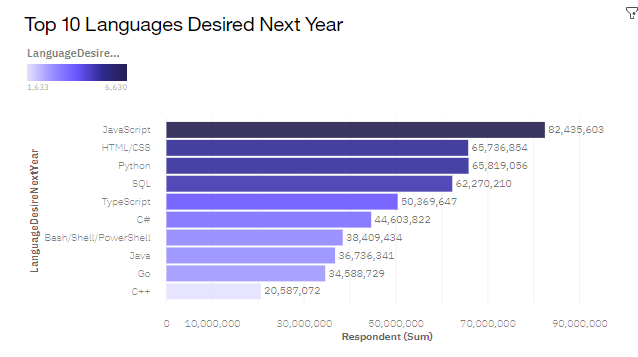 Top 10 Languages Desired Next Year
LanguageDesire...
1,633 6,630
LanguageDesireNextYear
JavaScript 82,435,603
HTML/CSS 65,736,854
Python 65,819,056
SQL 62,270,210
TypeScript 50,369,647
C# 44,603,822
Bash/Shell/PowerShell 38,409,434
Java 36,736,341
Go 34,588,729
C++ 20,587,072
0 10,000,000 30,000,000 50,000,000 70,000,000 90,000,000
Respondent (Sum)